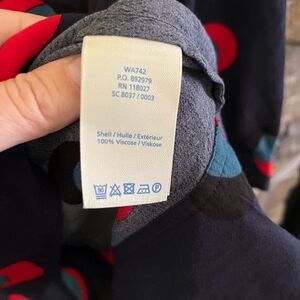 WA742
P.O. 892979
RN 118027
SC 8037 / 0003
Shell / Huile / Extérieur
100% Viscose / Viskose